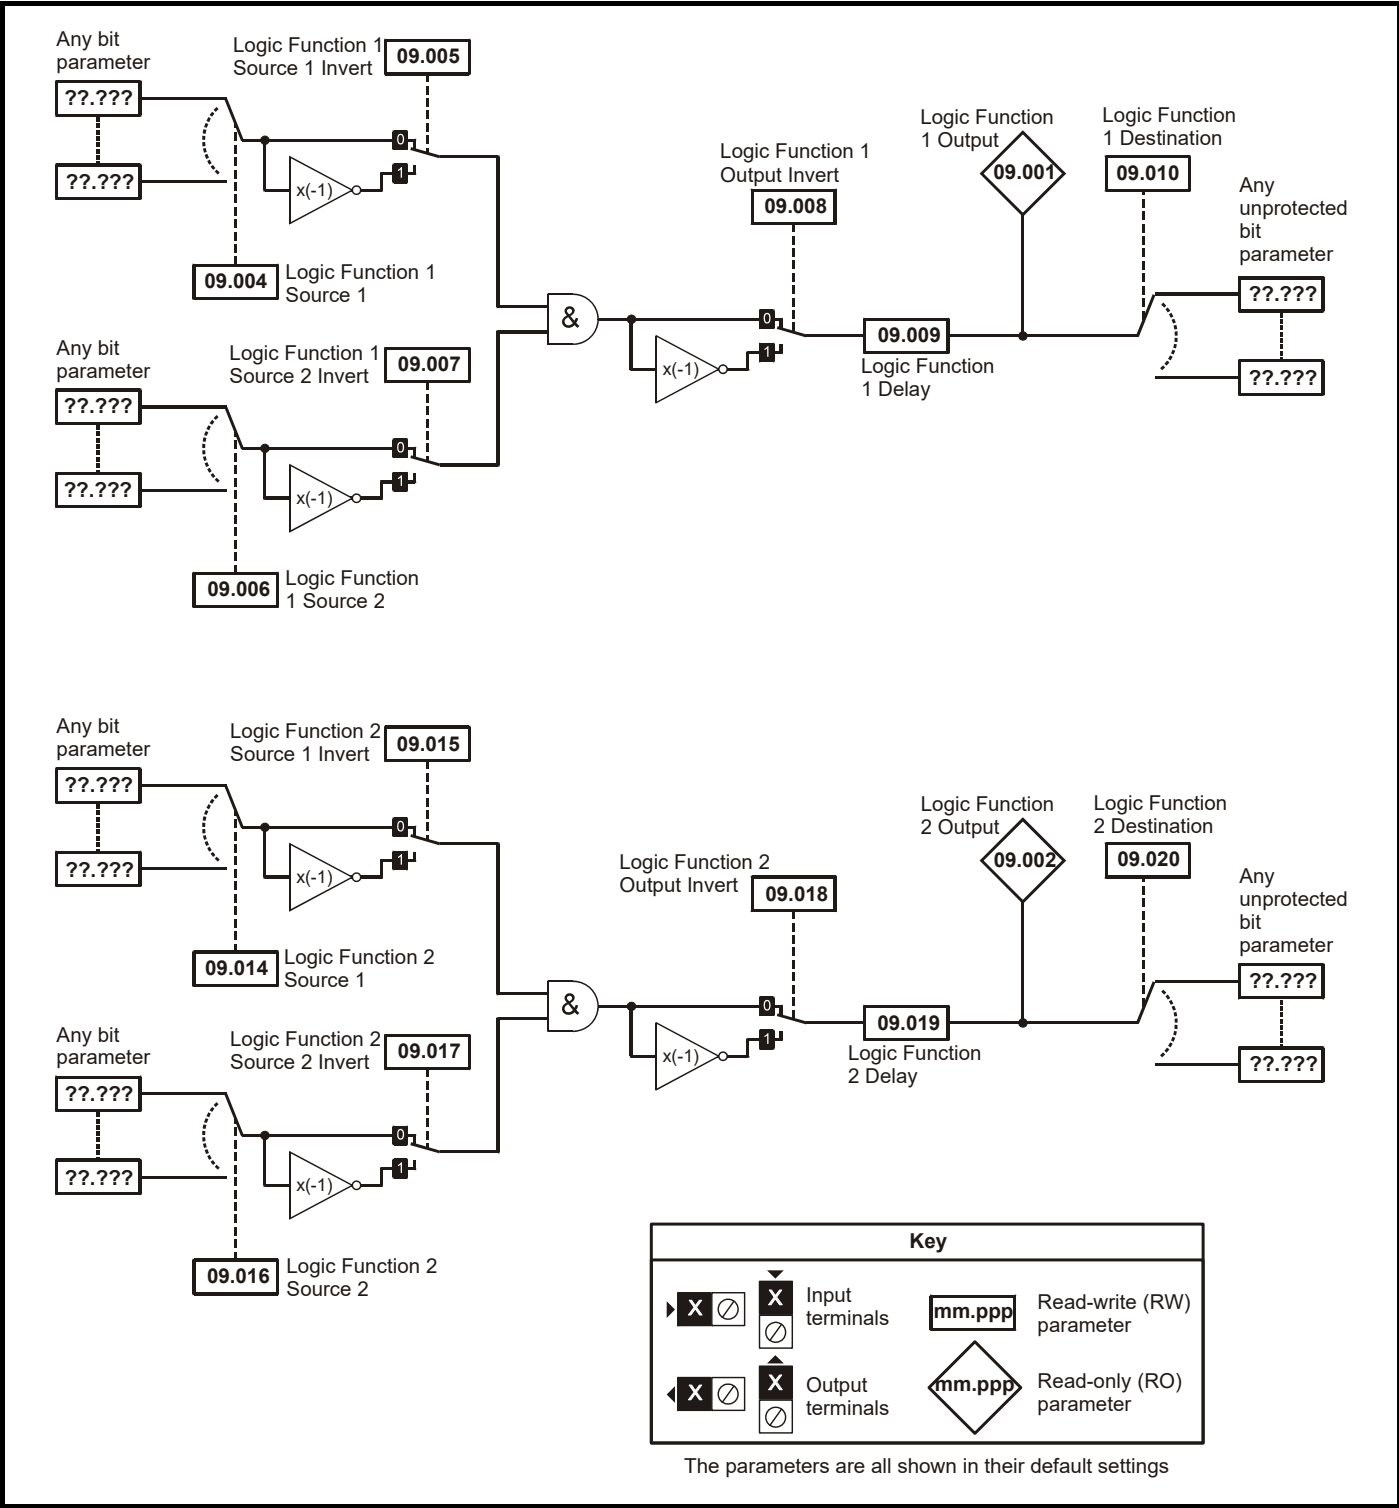 Any bit
parameter
??.???
??.???
Logic Function 1
Source 1 Invert
09.005
0
1
x(-1)
09.004
Logic Function 1
Source 1
Any bit
parameter
??.???
??.???
Logic Function 1
Source 2 Invert
09.007
0
1
x(-1)
09.006
Logic Function
1 Source 2
&
x(-1)
0
1
Logic Function 1
Output Invert
09.008
09.009
Logic Function
1 Delay
Logic Function
1 Output
09.001
Logic Function
1 Destination
09.010
Any
unprotected
bit
parameter
??.???
??.???
Any bit
parameter
??.???
??.???
Logic Function 2
Source 1 Invert
09.015
0
1
x(-1)
09.014
Logic Function 2
Source 1
Any bit
parameter
??.???
??.???
Logic Function 2
Source 2 Invert
09.017
0
1
x(-1)
09.016
Logic Function 2
Source 2
&
x(-1)
0
1
Logic Function 2
Output Invert
09.018
09.019
Logic Function
2 Delay
Logic Function
2 Output
09.002
Logic Function
2 Destination
09.020
Any
unprotected
bit
parameter
??.???
??.???
Key
X
X
Input
terminals
mm.ppp
Read-write (RW)
parameter
X
X
Output
terminals
mm.ppp
Read-only (RO)
parameter
The parameters are all shown in their default settings